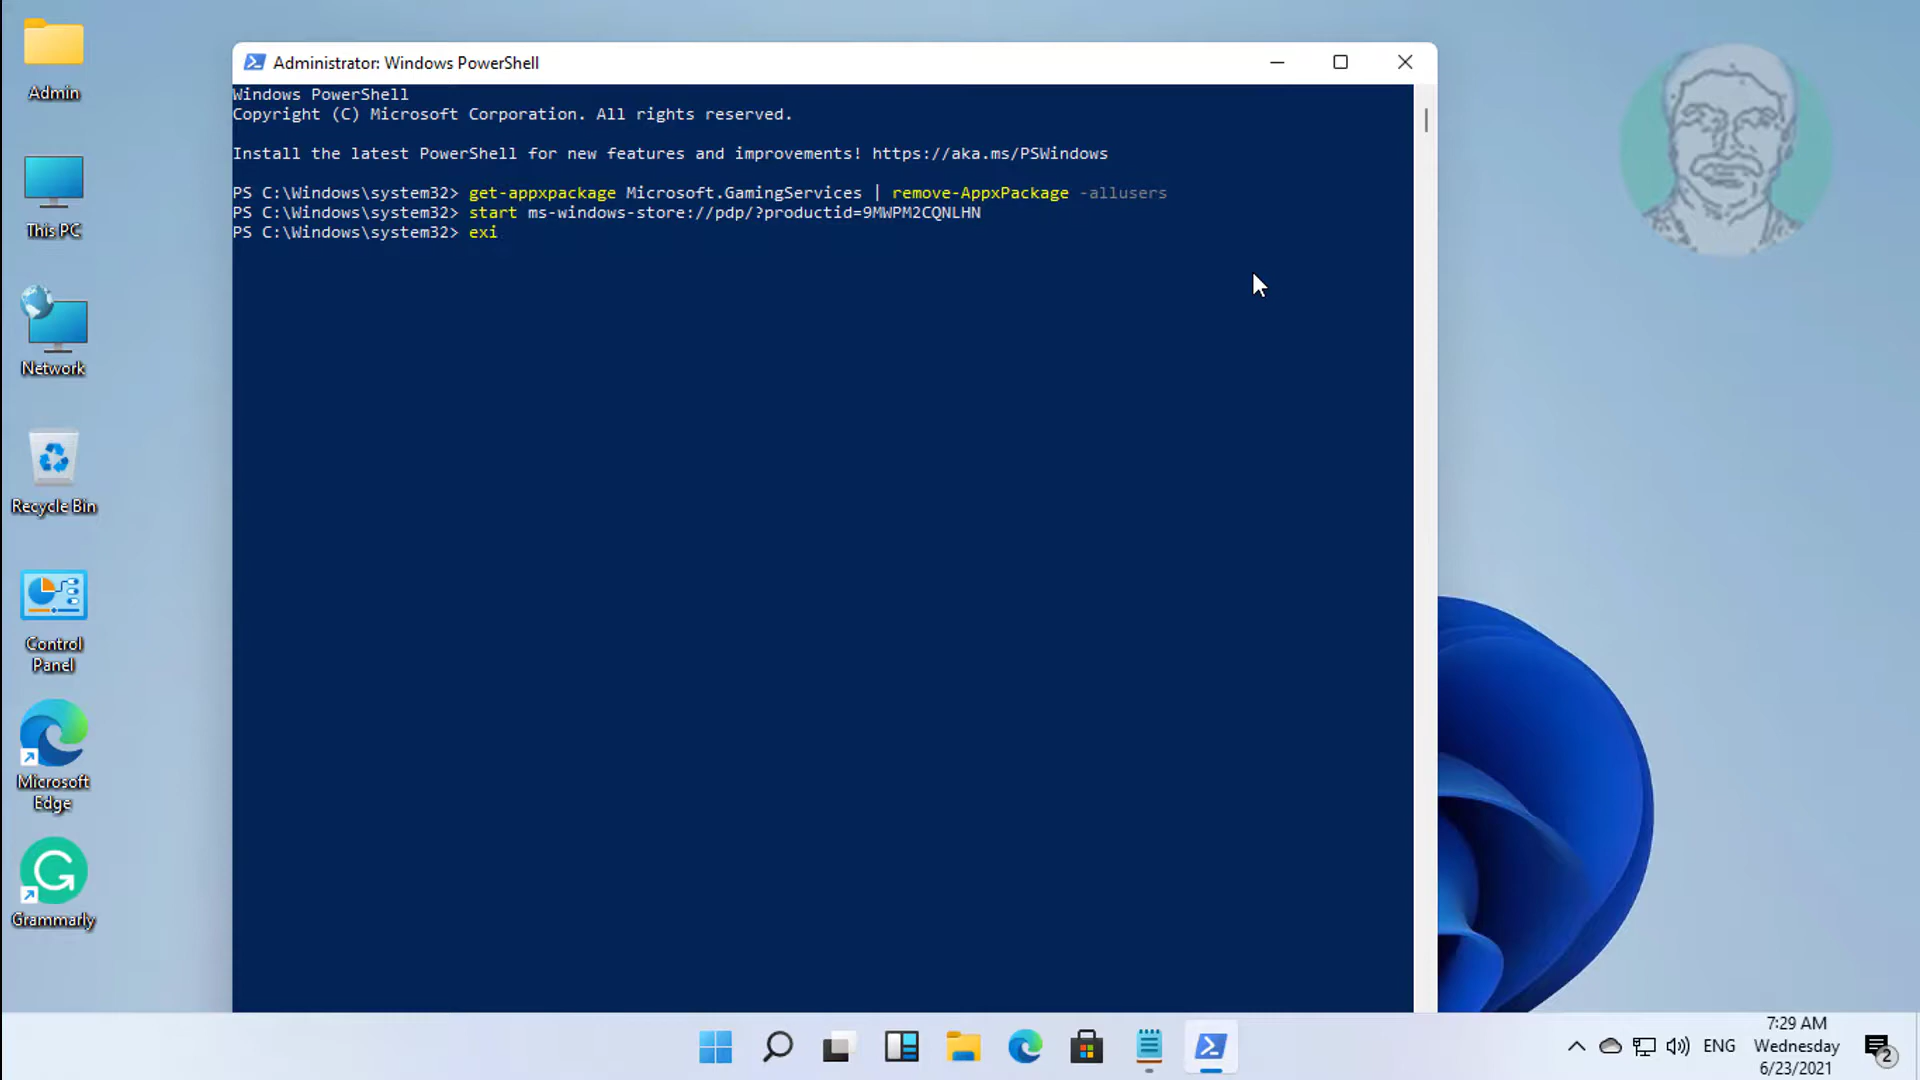 Admin
This PC
Network
Recycle Bin
Control
Panel
Microsoft
Edge
Grammarly
Administrator: Windows PowerShell
Windows PowerShell
Copyright (C) Microsoft Corporation. All rights reserved.
Install the latest PowerShell for new features and improvements! https://aka.ms/PSWindows
PS C:\Windows\system32> get-appxpackage Microsoft.GamingServices | remove-AppxPackage -allusers
PS C:\Windows\system32> start ms-windows-store://pdp/?productid=9MWPM2CQNLHN
PS C:\Windows\system32> exi
ENG
7:29 AM
Wednesday
6/23/2021
2